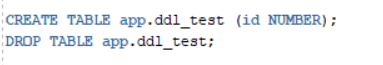 CREATE TABLE app.ddl_test (id NUMBER);
DROP TABLE app.ddl_test;